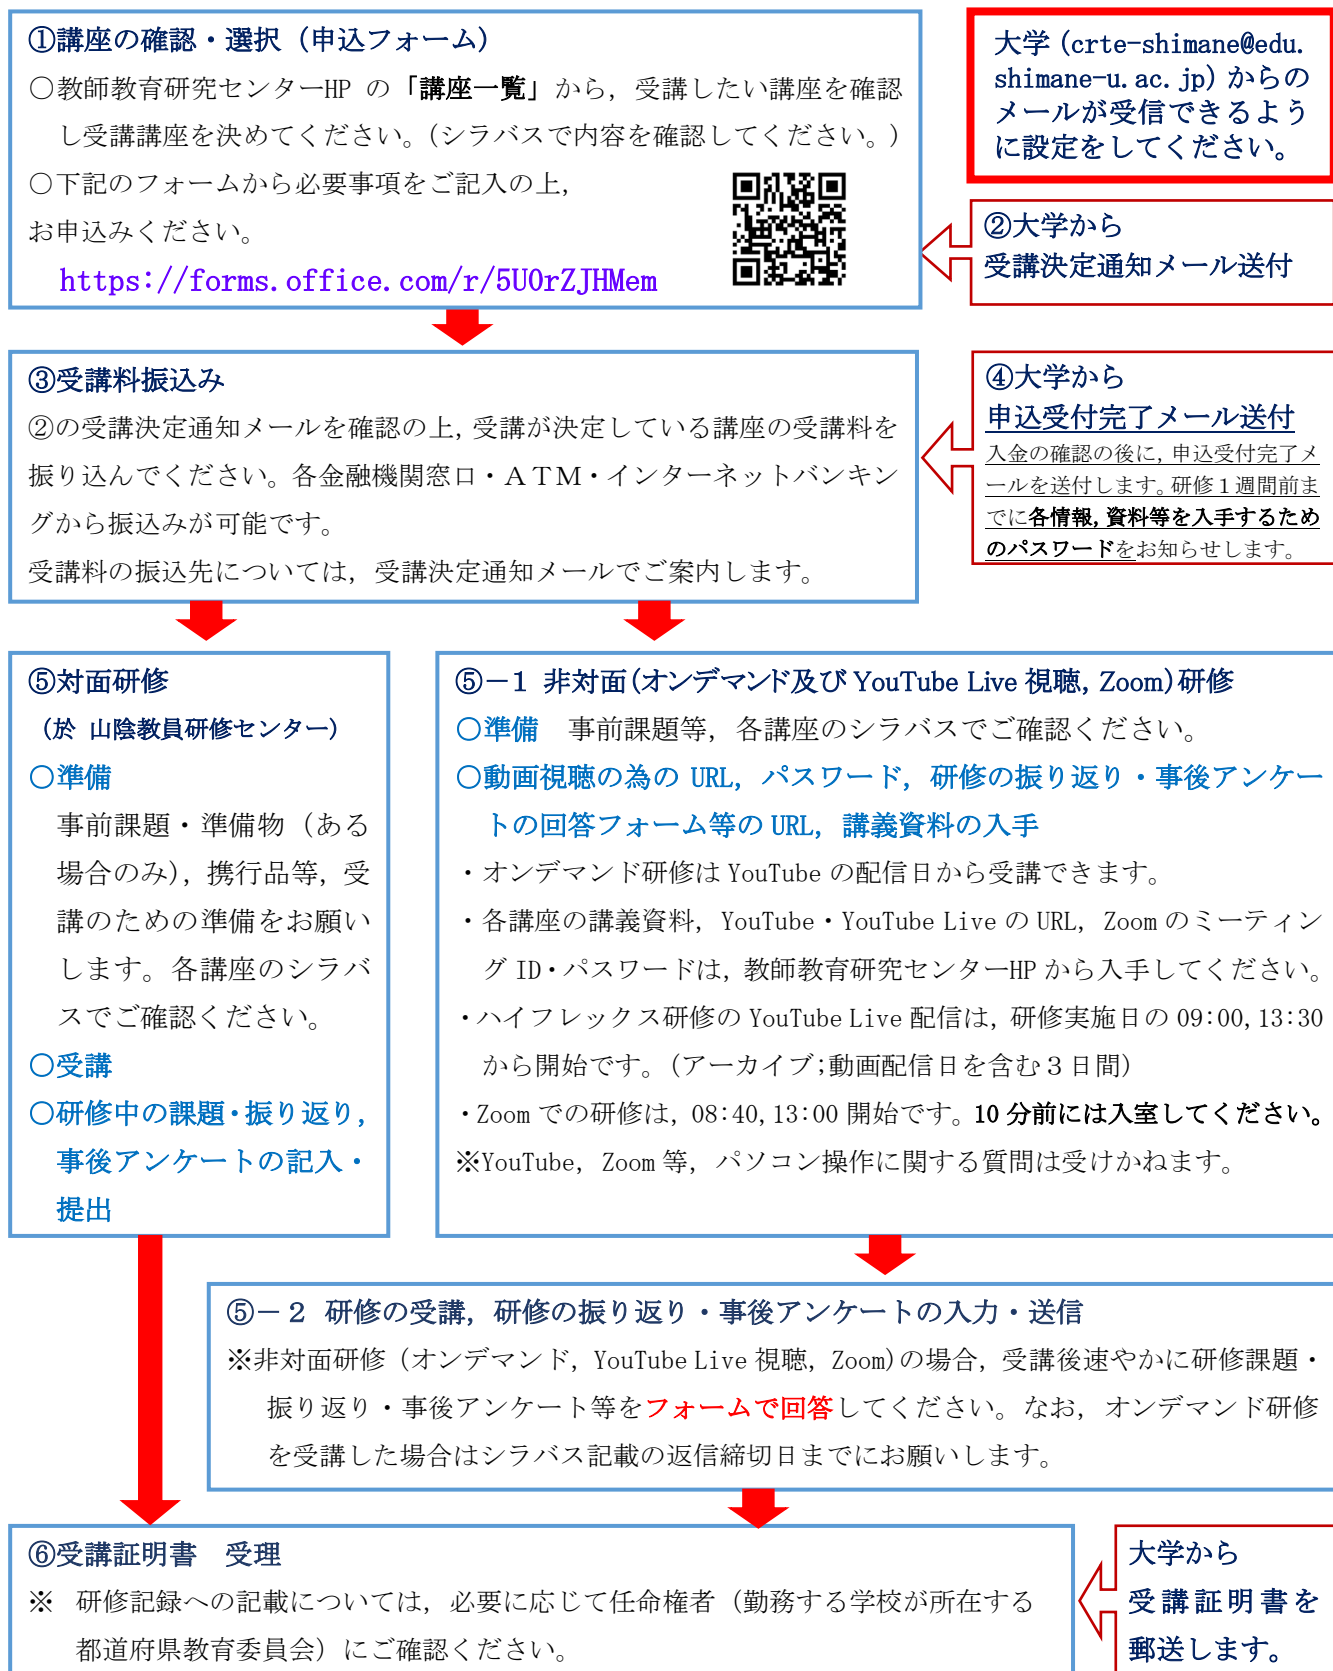 ①講座の確認・選択（申込フォーム）
○教師教育研究センターHP の「講座一覧」から，受講したい講座を確認
し受講講座を決めてください。（シラバスで内容を確認してください。）
○下記のフォームから必要事項をご記入の上，
お申込みください。
https://forms.office.com/r/5U0rZJHMem
大学（crte-shimane@edu.
shimane-u.ac.jp）からの
メールが受信できるよう
に設定をしてください。
②大学から
受講決定通知メール送付
③受講料振込み
②の受講決定通知メールを確認の上，受講が決定している講座の受講料を
振り込んでください。各金融機関窓口・ＡＴＭ・インターネットバンキン
グから振込みが可能です。
受講料の振込先については，受講決定通知メールでご案内します。
④大学から
申込受付完了メール送付
入金の確認の後に，申込受付完了メ
ールを送付します。研修１週間前ま
でに各情報，資料等を入手するため
のパスワードをお知らせします。
⑤対面研修
（於 山陰教員研修センター）
○準備
事前課題・準備物（ある
場合のみ），携行品等，受
講のための準備をお願い
します。各講座のシラバ
スでご確認ください。
○受講
○研修中の課題・振り返り，
事後アンケートの記入・
提出
⑤－１ 非対面（オンデマンド及び YouTube Live 視聴，Zoom）研修
○準備　事前課題等，各講座のシラバスでご確認ください。
○動画視聴の為の URL，パスワード，研修の振り返り・事後アンケー
トの回答フォーム等の URL，講義資料の入手
・オンデマンド研修は YouTube の配信日から受講できます。
・各講座の講義資料，YouTube・YouTube Live の URL，Zoom のミーティン
グ ID・パスワードは，教師教育研究センターHP から入手してください。
・ハイフレックス研修の YouTube Live 配信は，研修実施日の 09:00,13:30
から開始です。（アーカイブ;動画配信日を含む３日間）
・Zoom での研修は，08:40,13:00 開始です。10 分前には入室してください。
※YouTube，Zoom 等，パソコン操作に関する質問は受けかねます。
⑤－２ 研修の受講，研修の振り返り・事後アンケートの入力・送信
※非対面研修（オンデマンド，YouTube Live 視聴，Zoom）の場合，受講後速やかに研修課題・
振り返り・事後アンケート等をフォームで回答してください。なお，オンデマンド研修
を受講した場合はシラバス記載の返信締切日までにお願いします。
⑥受講証明書　受理
※ 研修記録への記載については，必要に応じて任命権者（勤務する学校が所在する
都道府県教育委員会）にご確認ください。
大学から
受講証明書を
郵送します。